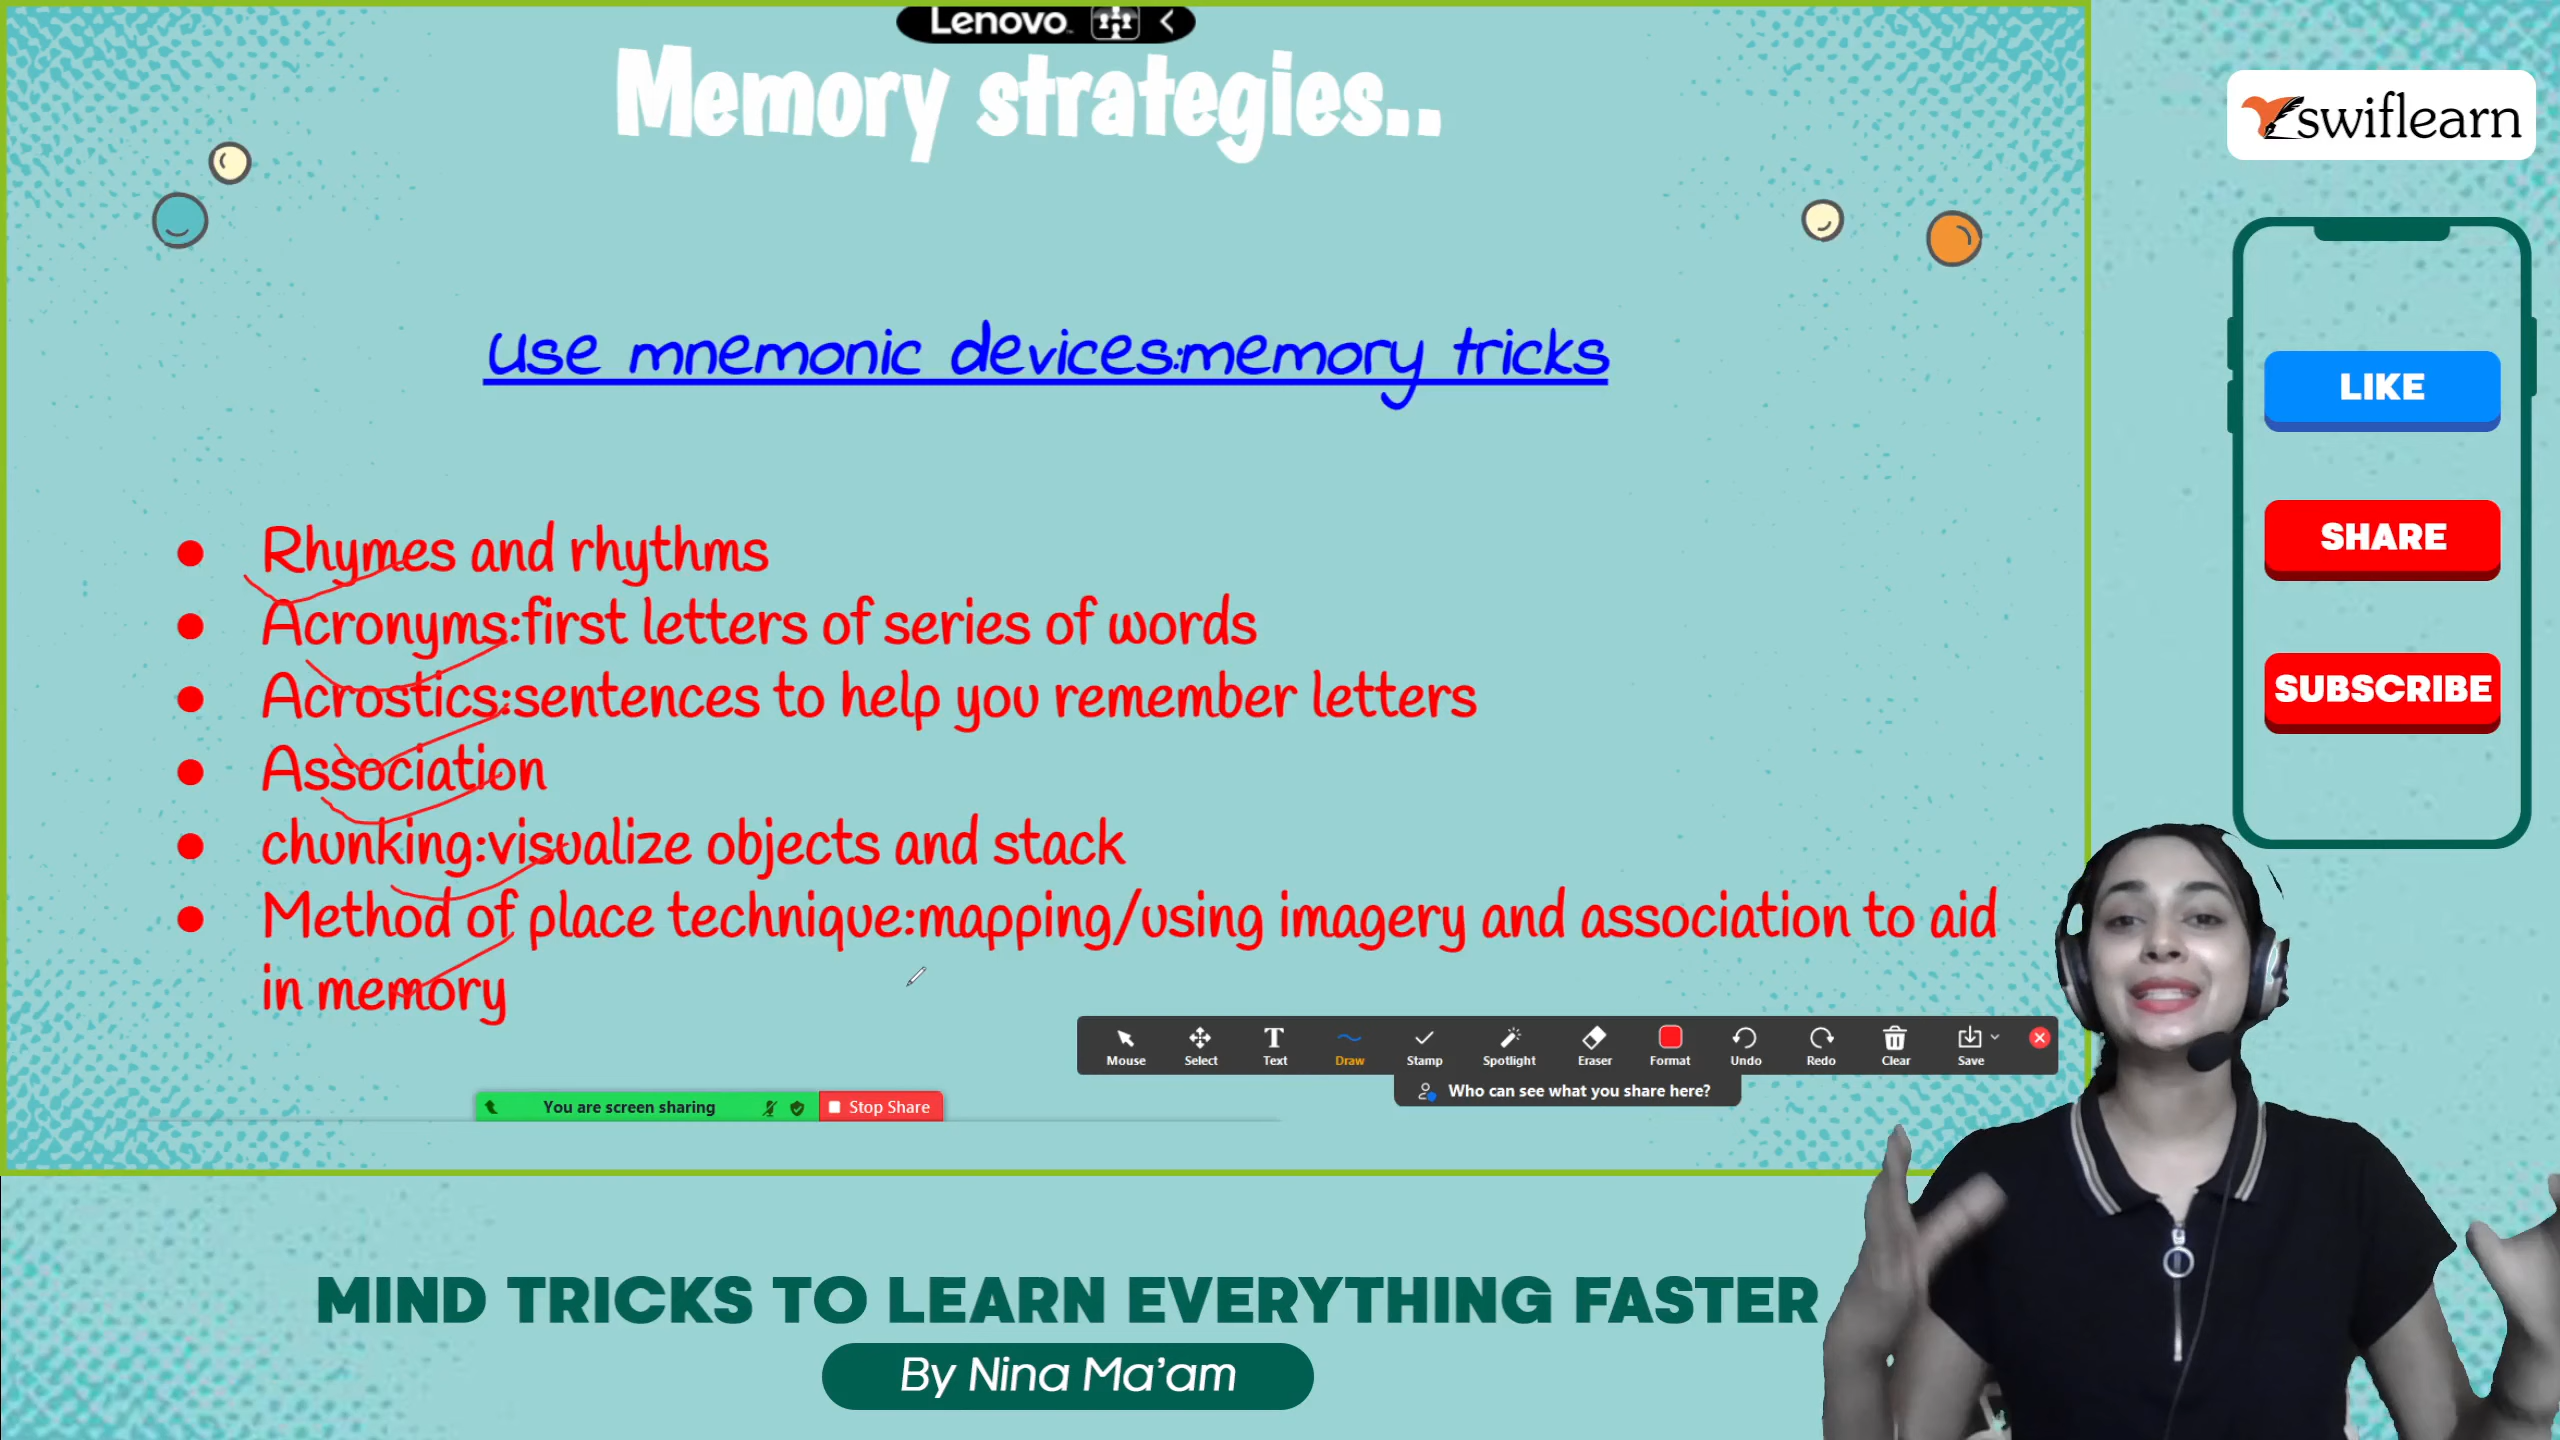 Lenovo
Memory strategies..
swiflearn
Use mnemonic devices:memory tricks
LIKE
SHARE
SUBSCRIBE
● Rhymes and rhythms
● Acronyms:first letters of series of words
● Acrostics:sentences to help you remember letters
● Association
● chunking:visualize objects and stack
● Method of place technique:mapping/using imagery and association to aid
in memory
Mouse Select Text Draw Stamp Spotlight Eraser Format Undo Redo Clear Save
Who can see what you share here?
You are screen sharing Stop Share
MIND TRICKS TO LEARN EVERYTHING FASTER
By Nina Ma'am